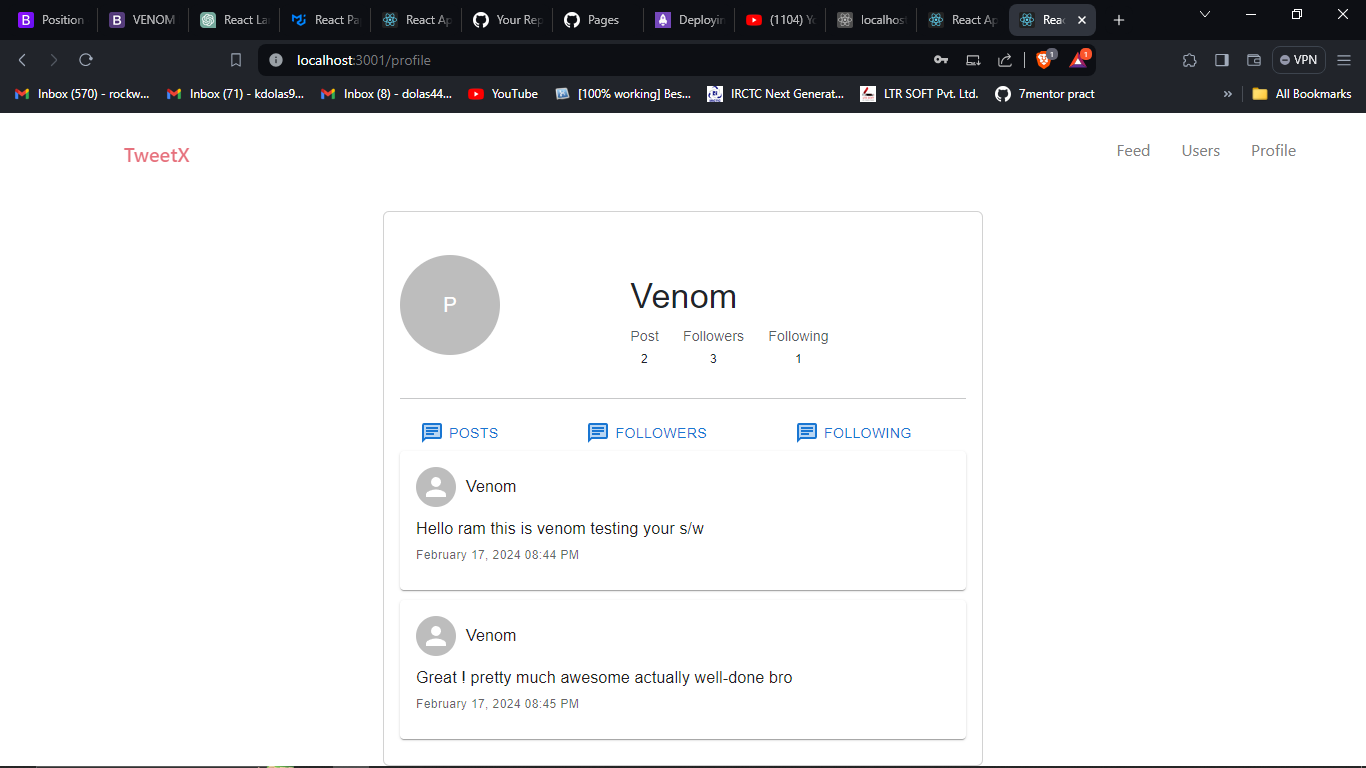 Position VENOM React La React Pa React Ap Your Rep Pages Deployin (1104) Yo localhost React Ap Reac
localhost:3001/profile 1 1 VPN
Inbox (570) - rockw... Inbox (71) - kdolas9... Inbox (8) - dolas44... YouTube [100% working] Bes... IRCTC Next Generat... LTR SOFT Pvt. Ltd. 7mentor pract » All Bookmarks
TweetX Feed Users Profile
P
Venom
Post Followers Following
2 3 1
POSTS FOLLOWERS FOLLOWING
Venom
Hello ram this is venom testing your s/w
February 17, 2024 08:44 PM
Venom
Great ! pretty much awesome actually well-done bro
February 17, 2024 08:45 PM